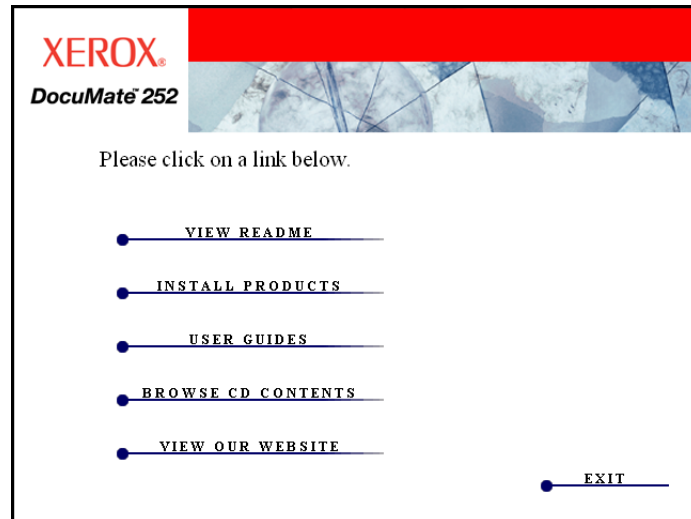 XEROX®
DocuMate™ 252
Please click on a link below.
VIEW README
INSTALL PRODUCTS
USER GUIDES
BROWSE CD CONTENTS
VIEW OUR WEBSITE
EXIT